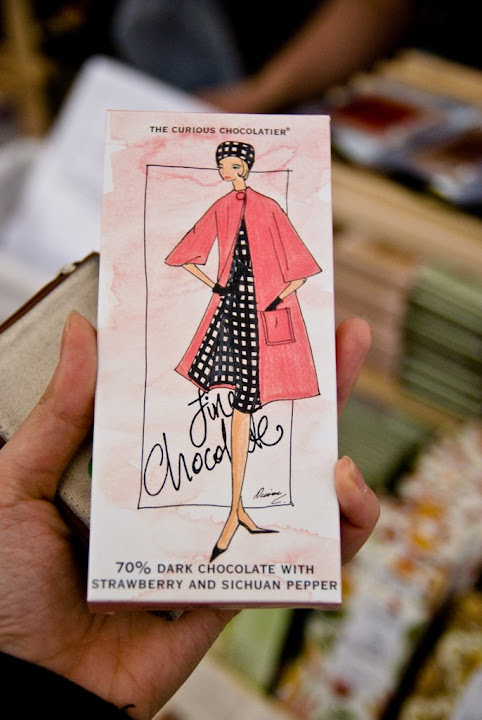 THE CURIOUS CHOCOLATIER®
fine
Chocolate
70% DARK CHOCOLATE WITH
STRAWBERRY AND SICHUAN PEPPER